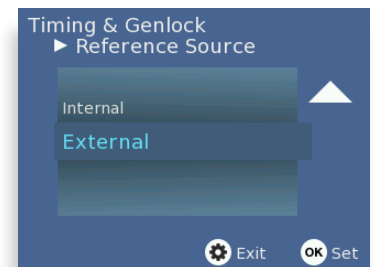 Timing & Genlock
Reference Source
Internal
External
Exit OK Set